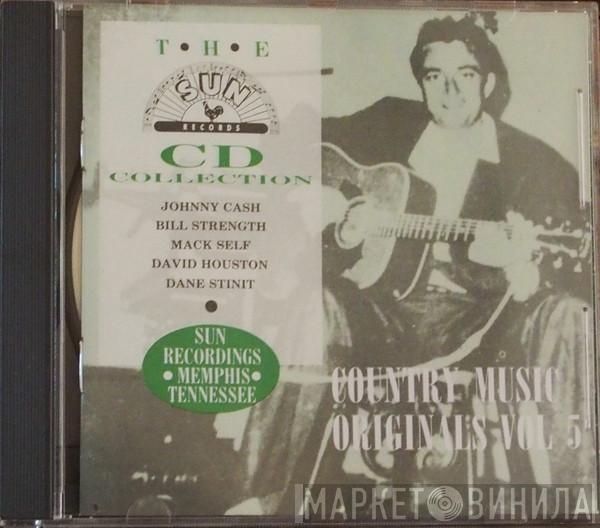 T•H•E
SUN
RECORDS
CD
COLLECTION
JOHNNY CASH
BILL STRENGTH
MACK SELF
DAVID HOUSTON
DANE STINIT
SUN
RECORDINGS
•MEMPHIS•
TENNESSEE
COUNTRY MUSIC
ORIGINALS VOL 5
МАРКЕТ ВИНИЛА